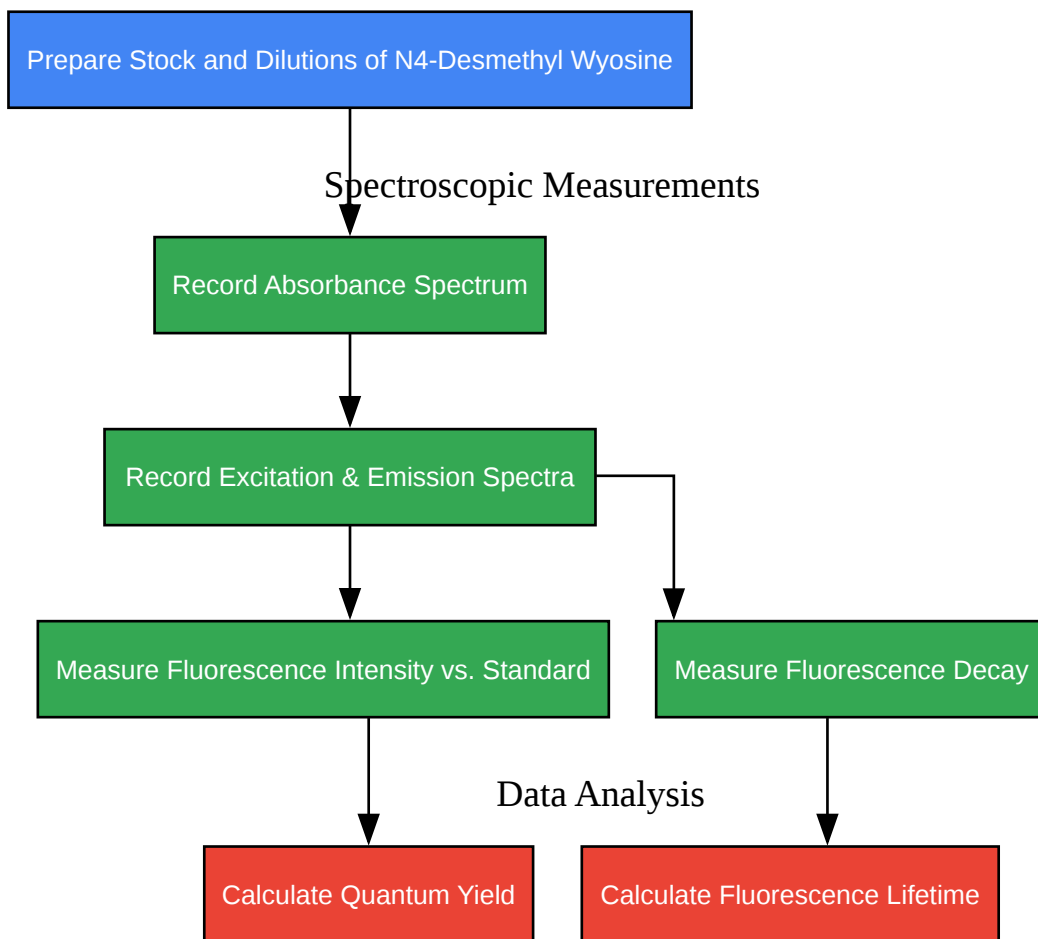 Prepare Stock and Dilutions of N4-Desmethyl Wyosine
Spectroscopic Measurements
Record Absorbance Spectrum
Record Excitation & Emission Spectra
Measure Fluorescence Intensity vs. Standard
Measure Fluorescence Decay
Data Analysis
Calculate Quantum Yield
Calculate Fluorescence Lifetime